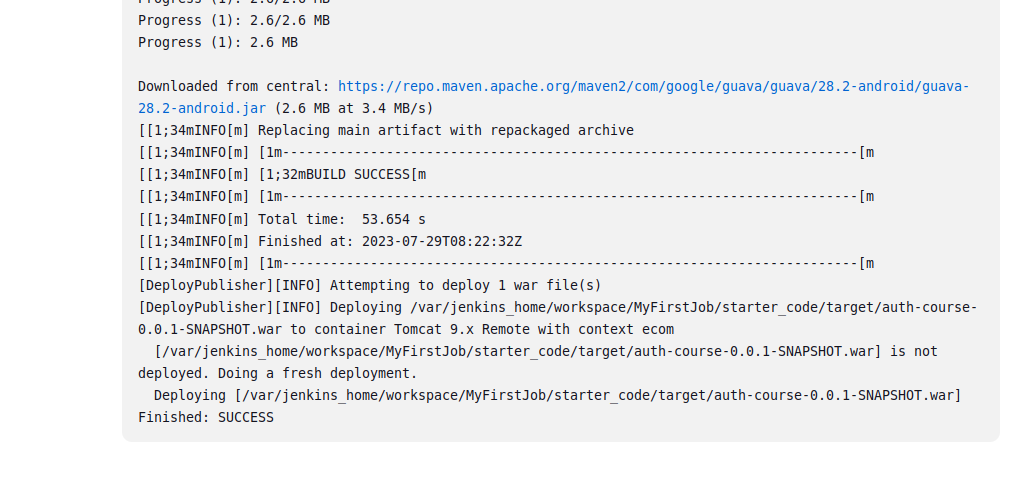 Progress (1): 2.6/2.6 MB
Progress (1): 2.6/2.6 MB
Progress (1): 2.6 MB
Downloaded from central: https://repo.maven.apache.org/maven2/com/google/guava/guava/28.2-android/guava-
28.2-android.jar (2.6 MB at 3.4 MB/s)
[[1;34mINFO[m] Replacing main artifact with repackaged archive
[[1;34mINFO[m] [1m------------------------------------------------------------------------[m
[[1;34mINFO[m] [1;32mBUILD SUCCESS[m
[[1;34mINFO[m] [1m------------------------------------------------------------------------[m
[[1;34mINFO[m] Total time:  53.654 s
[[1;34mINFO[m] Finished at: 2023-07-29T08:22:32Z
[[1;34mINFO[m] [1m------------------------------------------------------------------------[m
[DeployPublisher][INFO] Attempting to deploy 1 war file(s)
[DeployPublisher][INFO] Deploying /var/jenkins_home/workspace/MyFirstJob/starter_code/target/auth-course-
0.0.1-SNAPSHOT.war to container Tomcat 9.x Remote with context ecom
  [/var/jenkins_home/workspace/MyFirstJob/starter_code/target/auth-course-0.0.1-SNAPSHOT.war] is not
deployed. Doing a fresh deployment.
  Deploying [/var/jenkins_home/workspace/MyFirstJob/starter_code/target/auth-course-0.0.1-SNAPSHOT.war]
Finished: SUCCESS